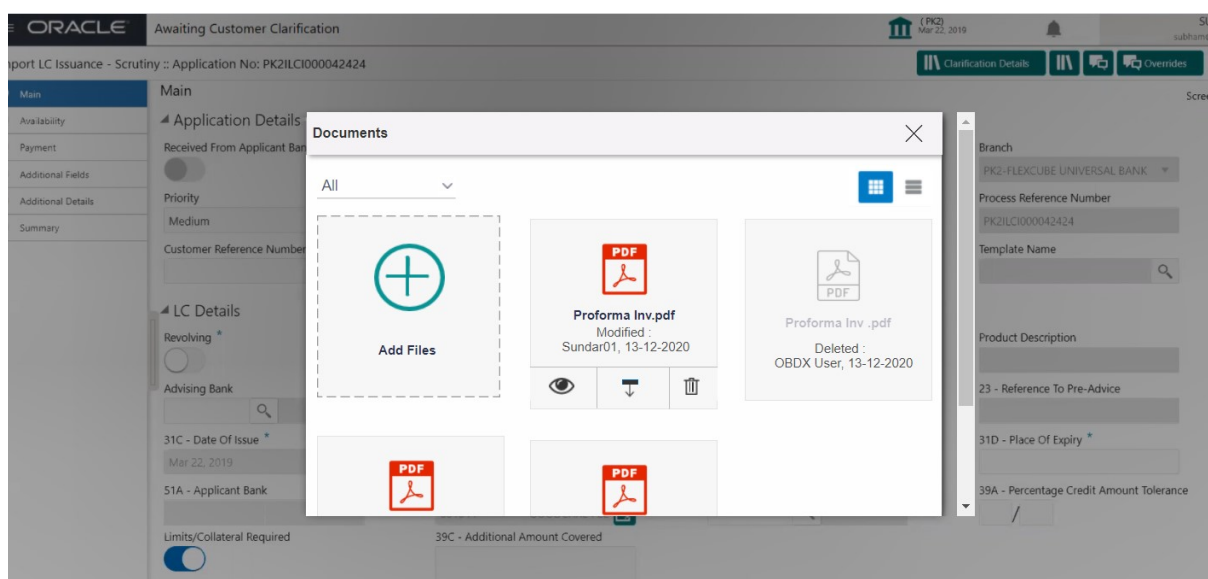 ORACLE
Awaiting Customer Clarification
( PK2)
Mar 22, 2019
subhams
mport LC Issuance - Scrutiny :: Application No: PK2ILCI000042424
Clarification Details
Overrides
Main
Availability
Payment
Additional Fields
Additional Details
Summary
Main
Scree
Application Details
Received From Applicant Ban
Branch
PK2-FLEXCUBE UNIVERSAL BANK
Priority
Medium
Process Reference Number
PK2ILCI000042424
Customer Reference Number
Template Name
LC Details
Revolving *
Product Description
Advising Bank
23 - Reference To Pre-Advice
31C - Date Of Issue *
Mar 22, 2019
31D - Place Of Expiry *
51A - Applicant Bank
39A - Percentage Credit Amount Tolerance
/
Limits/Collateral Required
39C - Additional Amount Covered
Documents
All
Add Files
PDF
Proforma Inv.pdf
Modified :
Sundar01, 13-12-2020
PDF
Proforma Inv .pdf
Deleted :
OBDX User, 13-12-2020
PDF
PDF